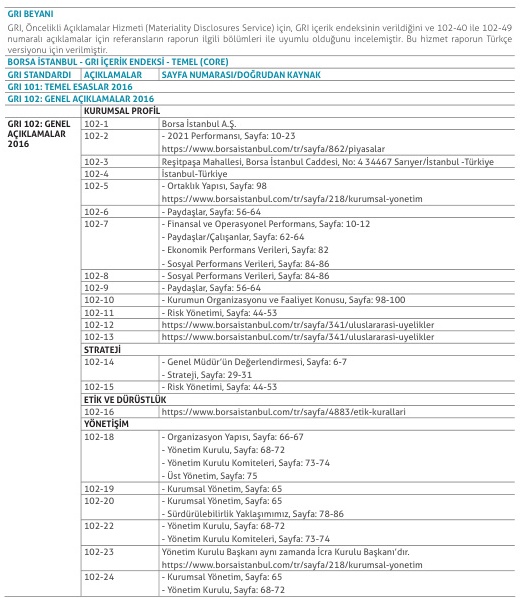 GRI BEYANI
GRI, Öncelikli Açıklamalar Hizmeti (Materiality Disclosures Service) için, GRI içerik endeksinin verildiğini ve 102-40 ile 102-49
numaralı açıklamalar için referansların raporun ilgili bölümleri ile uyumlu olduğunu incelemiştir. Bu hizmet raporun Türkçe
versiyonu için verilmiştir.
BORSA İSTANBUL - GRI İÇERİK ENDEKSİ - TEMEL (CORE)
GRI STANDARDI AÇIKLAMALAR SAYFA NUMARASI/DOĞRUDAN KAYNAK
GRI 101: TEMEL ESASLAR 2016
GRI 102: GENEL AÇIKLAMALAR 2016
KURUMSAL PROFİL
GRI 102: GENEL
AÇIKLAMALAR
2016
102-1 Borsa İstanbul A.Ş.
102-2 - 2021 Performansı, Sayfa: 10-23
https://www.borsaistanbul.com/tr/sayfa/862/piyasalar
102-3 Reşitpaşa Mahallesi, Borsa İstanbul Caddesi, No: 4 34467 Sarıyer/İstanbul -Türkiye
102-4 İstanbul-Türkiye
102-5 - Ortaklık Yapısı, Sayfa: 98
https://www.borsaistanbul.com/tr/sayfa/218/kurumsal-yonetim
102-6 - Paydaşlar, Sayfa: 56-64
102-7 - Finansal ve Operasyonel Performans, Sayfa: 10-12
- Paydaşlar/Çalışanlar, Sayfa: 62-64
- Ekonomik Performans Verileri, Sayfa: 82
- Sosyal Performans Verileri, Sayfa: 84-86
102-8 - Sosyal Performans Verileri, Sayfa: 84-86
102-9 - Paydaşlar, Sayfa: 56-64
102-10 - Kurumun Organizasyonu ve Faaliyet Konusu, Sayfa: 98-100
102-11 - Risk Yönetimi, Sayfa: 44-53
102-12 https://www.borsaistanbul.com/tr/sayfa/341/uluslararasi-uyelikler
102-13 https://www.borsaistanbul.com/tr/sayfa/341/uluslararasi-uyelikler
STRATEJİ
102-14 - Genel Müdür'ün Değerlendirmesi, Sayfa: 6-7
- Strateji, Sayfa: 29-31
102-15 - Risk Yönetimi, Sayfa: 44-53
ETİK VE DÜRÜSTLÜK
102-16 https://www.borsaistanbul.com/tr/sayfa/4883/etik-kurallari
YÖNETİŞİM
102-18 - Organizasyon Yapısı, Sayfa: 66-67
- Yönetim Kurulu, Sayfa: 68-72
- Yönetim Kurulu Komiteleri, Sayfa: 73-74
- Üst Yönetim, Sayfa: 75
102-19 - Kurumsal Yönetim, Sayfa: 65
102-20 - Kurumsal Yönetim, Sayfa: 65
- Sürdürülebilirlik Yaklaşımımız, Sayfa: 78-86
102-22 - Yönetim Kurulu, Sayfa: 68-72
- Yönetim Kurulu Komiteleri, Sayfa: 73-74
102-23 Yönetim Kurulu Başkanı aynı zamanda İcra Kurulu Başkanı'dır.
https://www.borsaistanbul.com/tr/sayfa/218/kurumsal-yonetim
102-24 - Kurumsal Yönetim, Sayfa: 65
- Yönetim Kurulu, Sayfa: 68-72